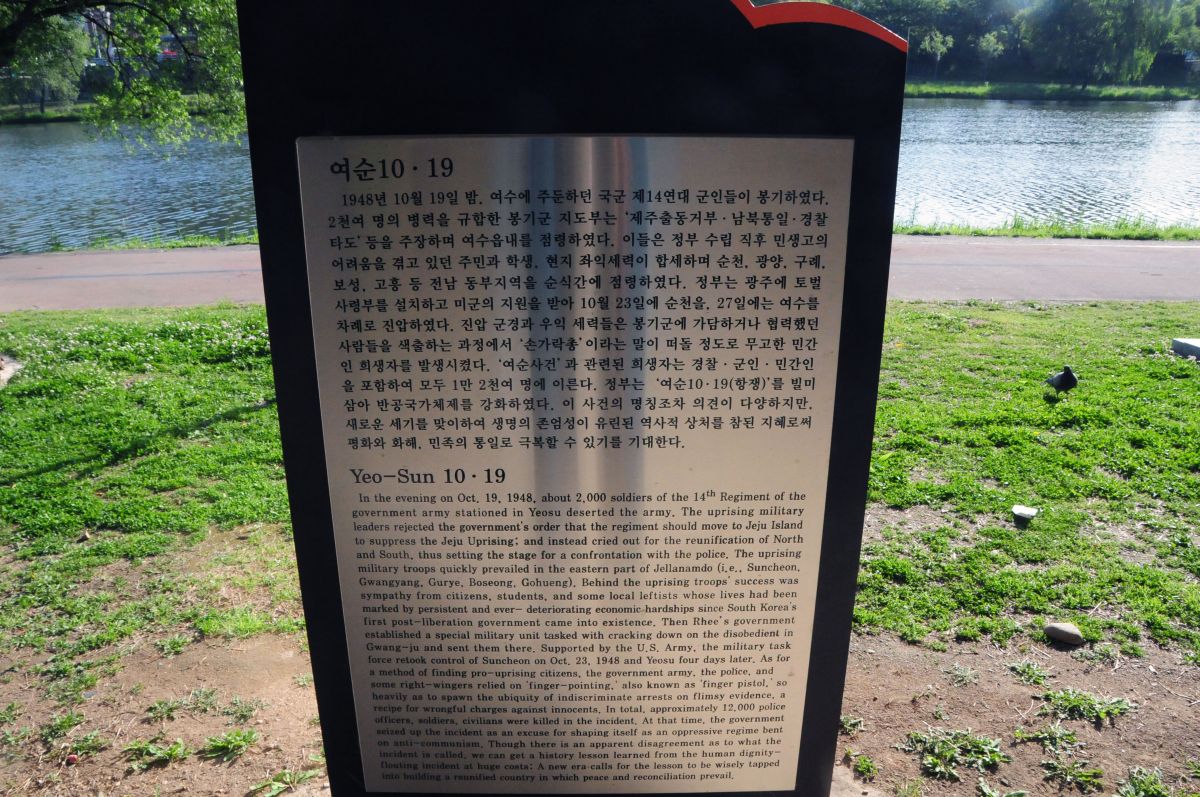 여순10·19
1948년 10월 19일 밤, 여수에 주둔하던 국군 제14연대 군인들이 봉기하였다.
2천여 명의 병력을 규합한 봉기군 지도부는 '제주출동거부·남북통일·경찰
타도' 등을 주장하며 여수읍내를 점령하였다. 이들은 정부 수립 직후 민생고의
어려움을 겪고 있던 주민과 학생, 현지 좌익세력이 합세하며 순천, 광양, 구례,
보성, 고흥 등 전남 동부지역을 순식간에 점령하였다. 정부는 광주에 토벌
사령부를 설치하고 미군의 지원을 받아 10월 23일에 순천을, 27일에는 여수를
차례로 진압하였다. 진압 군경과 우익 세력들은 봉기군에 가담하거나 협력했던
사람들을 색출하는 과정에서 '손가락총'이라는 말이 떠돌 정도로 무고한 민간
인 희생자를 발생시켰다. '여순사건'과 관련된 희생자는 경찰·군인·민간인
을 포함하여 모두 1만 2천여 명에 이른다. 정부는 '여순10·19(항쟁)'를 빌미
삼아 반공국가체제를 강화하였다. 이 사건의 명칭조차 의견이 다양하지만,
새로운 세기를 맞이하여 생명의 존엄성이 유린된 역사적 상처를 참된 지혜로써
평화와 화해, 민족의 통일로 극복할 수 있기를 기대한다.
Yeo-Sun 10·19
In the evening on Oct. 19, 1948, about 2,000 soldiers of the 14th Regiment of the
government army stationed in Yeosu deserted the army. The uprising military
leaders rejected the government's order that the regiment should move to Jeju Island
to suppress the Jeju Uprising; and instead cried out for the reunification of North
and South, thus setting the stage for a confrontation with the police. The uprising
military troops quickly prevailed in the eastern part of Jellanamdo (i.e., Suncheon,
Gwangyang, Gurye, Boseong, Gohueng). Behind the uprising troops' success was
sympathy from citizens, students, and some local leftists whose lives had been
marked by persistent and ever- deteriorating economic hardships since South Korea's
first post-liberation government came into existence. Then Rhee's government
established a special military unit tasked with cracking down on the disobedient in
Gwang-ju and sent them there. Supported by the U.S. Army, the military task
force retook control of Suncheon on Oct. 23, 1948 and Yeosu four days later. As for
a method of finding pro-uprising citizens, the government army, the police, and
some right-wingers relied on 'finger-pointing,' also known as 'finger pistol,' so
heavily as to spawn the ubiquity of indiscriminate arrests on flimsy evidence, a
recipe for wrongful charges against innocents. In total, approximately 12,000 police
officers, soldiers, civilians were killed in the incident. At that time, the government
seized up the incident as an excuse for shaping itself as an oppressive regime bent
on anti-communism. Though there is an apparent disagreement as to what the
incident is called, we can get a history lesson learned from the human dignity-
flouting incident at huge costs: A new era calls for the lesson to be wisely tapped
into building a reunified country in which peace and reconciliation prevail.